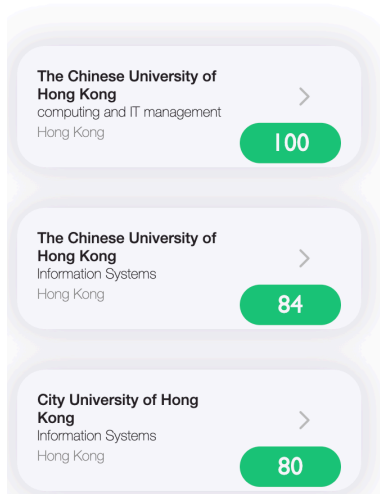 The Chinese University of
Hong Kong
computing and IT management
Hong Kong
100
The Chinese University of
Hong Kong
Information Systems
Hong Kong
84
City University of Hong
Kong
Information Systems
Hong Kong
80